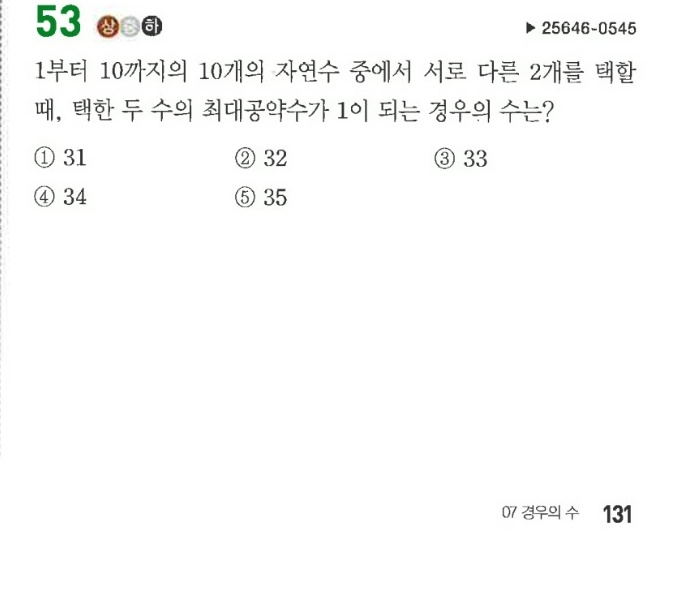 53 상 중 하
▶ 25646-0545
1부터 10까지의 10개의 자연수 중에서 서로 다른 2개를 택할
때, 택한 두 수의 최대공약수가 1이 되는 경우의 수는?
① 31 ② 32 ③ 33
④ 34 ⑤ 35
07 경우의 수 131